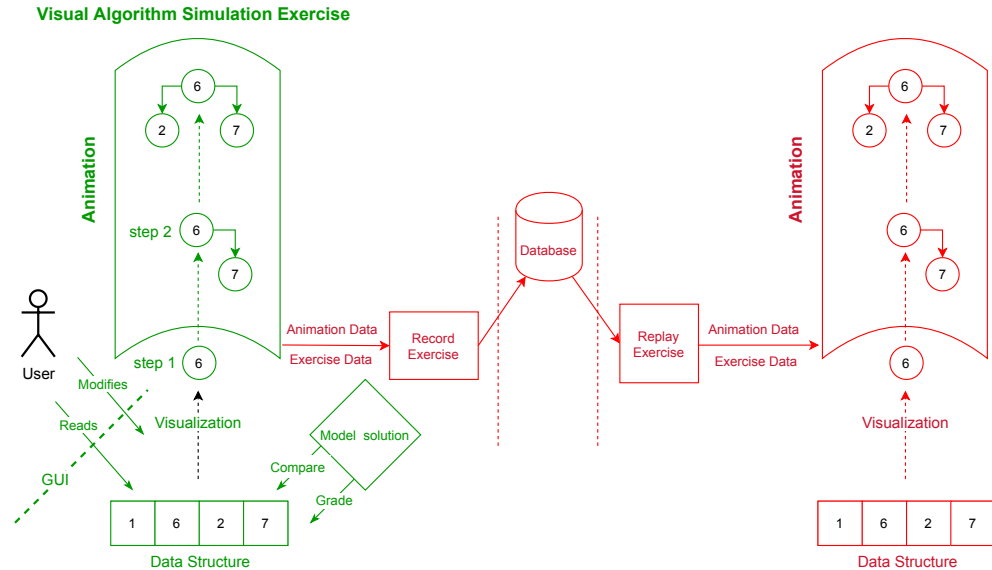 Visual Algorithm Simulation Exercise
Animation
6
2
7
step 2
6
7
step 1
6
User
Modifies
Reads
GUI
Visualization
Model solution
Compare
Grade
1
6
2
7
Data Structure
Animation Data
Exercise Data
Record
Exercise
Database
Replay
Exercise
Animation Data
Exercise Data
Animation
6
2
7
6
7
6
Visualization
1
6
2
7
Data Structure